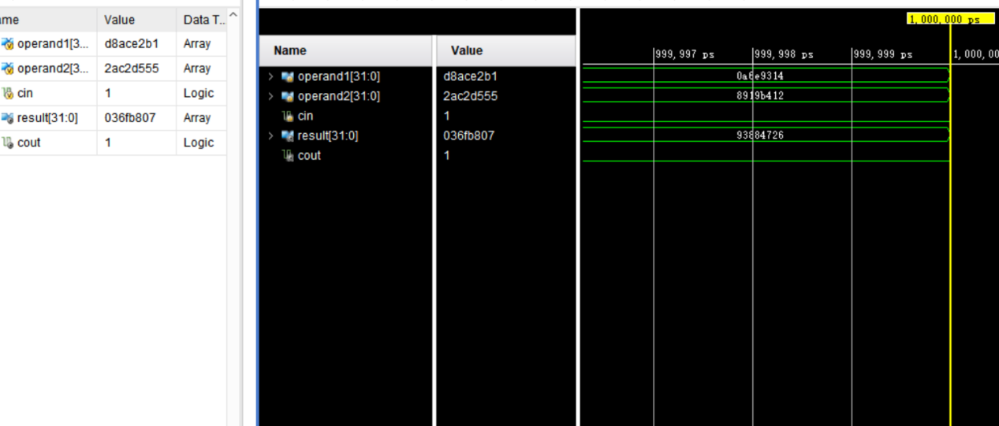 ame Value Data T...
operand1[3... d8ace2b1 Array
operand2[3... 2ac2d555 Array
cin 1 Logic
result[31:0] 036fb807 Array
cout 1 Logic
1,000,000 ps
Name Value
999,997 ps 999,998 ps 999,999 ps 1,000,00
operand1[31:0] d8ace2b1 0a6e9314
operand2[31:0] 2ac2d555 8919b412
cin 1
result[31:0] 036fb807 93884726
cout 1